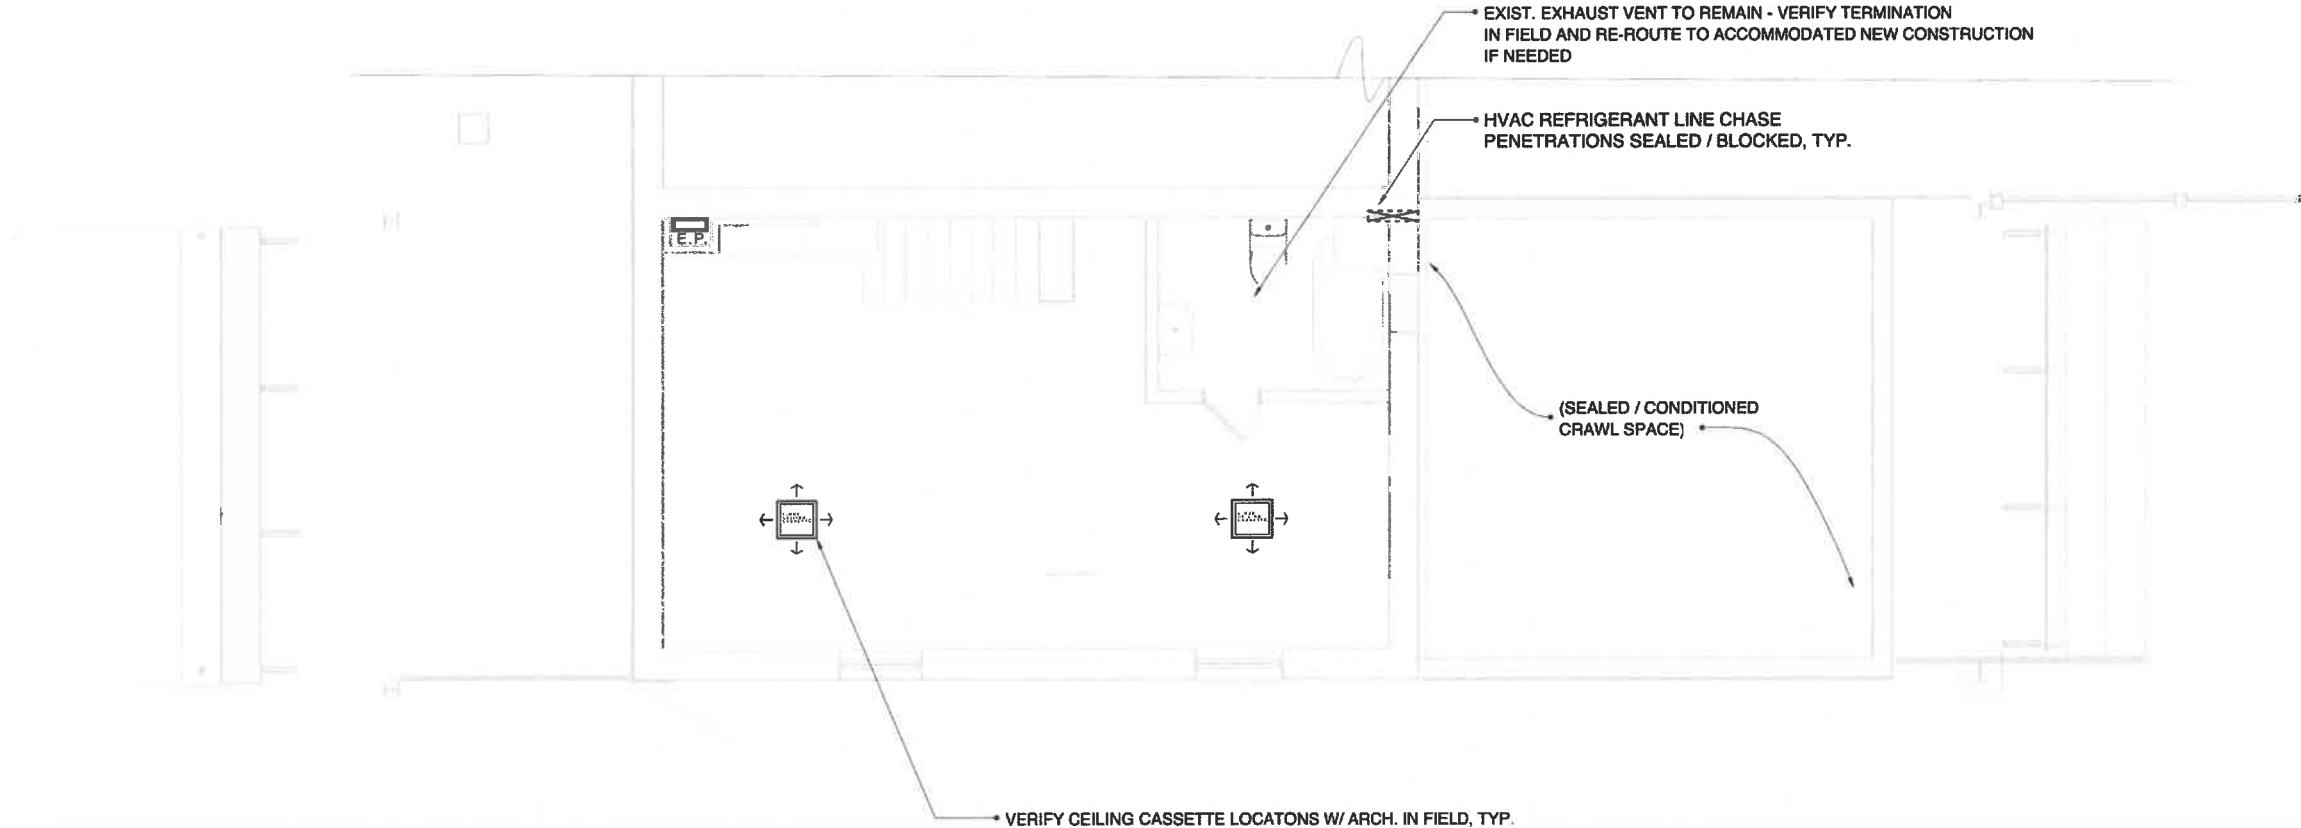 EXIST. EXHAUST VENT TO REMAIN - VERIFY TERMINATION
IN FIELD AND RE-ROUTE TO ACCOMMODATED NEW CONSTRUCTION
IF NEEDED
HVAC REFRIGERANT LINE CHASE
PENETRATIONS SEALED / BLOCKED, TYP.
E.P.
(SEALED / CONDITIONED
CRAWL SPACE)
VERIFY CEILING CASSETTE LOCATONS W/ ARCH. IN FIELD, TYP.